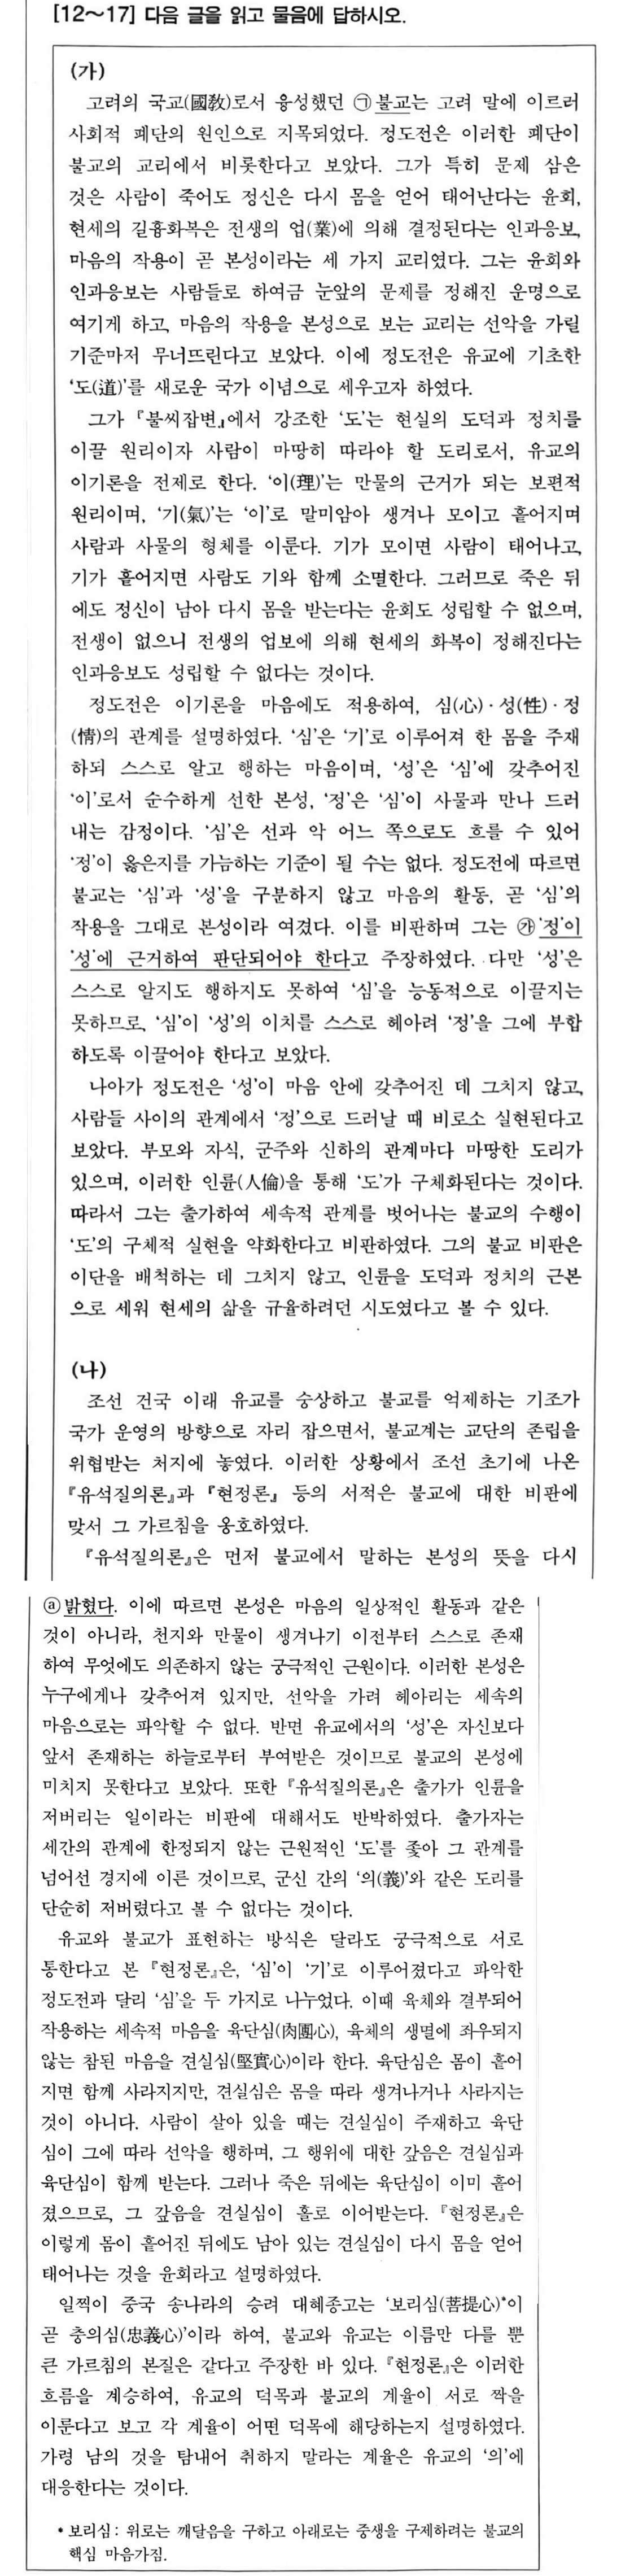 [12～17] 다음 글을 읽고 물음에 답하시오.
(가)
고려의 국교(國敎)로서 융성했던 ㉠불교는 고려 말에 이르러
사회적 폐단의 원인으로 지목되었다. 정도전은 이러한 폐단이
불교의 교리에서 비롯한다고 보았다. 그가 특히 문제 삼은
것은 사람이 죽어도 정신은 다시 몸을 얻어 태어난다는 윤회,
현세의 길흉화복은 전생의 업(業)에 의해 결정된다는 인과응보,
마음의 작용이 곧 본성이라는 세 가지 교리였다. 그는 윤회와
인과응보는 사람들로 하여금 눈앞의 문제를 정해진 운명으로
여기게 하고, 마음의 작용을 본성으로 보는 교리는 선악을 가릴
기준마저 무너뜨린다고 보았다. 이에 정도전은 유교에 기초한
‘도(道)’를 새로운 국가 이념으로 세우고자 하였다.
그가 『불씨잡변』에서 강조한 ‘도’는 현실의 도덕과 정치를
이끌 원리이자 사람이 마땅히 따라야 할 도리로서, 유교의
이기론을 전제로 한다. ‘이(理)’는 만물의 근거가 되는 보편적
원리이며, ‘기(氣)’는 ‘이’로 말미암아 생겨나 모이고 흩어지며
사람과 사물의 형체를 이룬다. 기가 모이면 사람이 태어나고,
기가 흩어지면 사람도 기와 함께 소멸한다. 그러므로 죽은 뒤
에도 정신이 남아 다시 몸을 받는다는 윤회도 성립할 수 없으며,
전생이 없으니 전생의 업보에 의해 현세의 화복이 정해진다는
인과응보도 성립할 수 없다는 것이다.
정도전은 이기론을 마음에도 적용하여, 심(心)·성(性)·정
(情)의 관계를 설명하였다. ‘심’은 ‘기’로 이루어져 한 몸을 주재
하되 스스로 알고 행하는 마음이며, ‘성’은 ‘심’에 갖추어진
‘이’로서 순수하게 선한 본성, ‘정’은 ‘심’이 사물과 만나 드러
내는 감정이다. ‘심’은 선과 악 어느 쪽으로도 흐를 수 있어
‘정’이 옳은지를 가늠하는 기준이 될 수는 없다. 정도전에 따르면
불교는 ‘심’과 ‘성’을 구분하지 않고 마음의 활동, 곧 ‘심’의
작용을 그대로 본성이라 여겼다. 이를 비판하며 그는 ㉮‘정’이
‘성’에 근거하여 판단되어야 한다고 주장하였다. 다만 ‘성’은
스스로 알지도 행하지도 못하여 ‘심’을 능동적으로 이끌지는
못하므로, ‘심’이 ‘성’의 이치를 스스로 헤아려 ‘정’을 그에 부합
하도록 이끌어야 한다고 보았다.
나아가 정도전은 ‘성’이 마음 안에 갖추어진 데 그치지 않고,
사람들 사이의 관계에서 ‘정’으로 드러날 때 비로소 실현된다고
보았다. 부모와 자식, 군주와 신하의 관계마다 마땅한 도리가
있으며, 이러한 인륜(人倫)을 통해 ‘도’가 구체화된다는 것이다.
따라서 그는 출가하여 세속적 관계를 벗어나는 불교의 수행이
‘도’의 구체적 실현을 약화한다고 비판하였다. 그의 불교 비판은
이단을 배척하는 데 그치지 않고, 인륜을 도덕과 정치의 근본
으로 세워 현세의 삶을 규율하려던 시도였다고 볼 수 있다.
(나)
조선 건국 이래 유교를 숭상하고 불교를 억제하는 기조가
국가 운영의 방향으로 자리 잡으면서, 불교계는 교단의 존립을
위협받는 처지에 놓였다. 이러한 상황에서 조선 초기에 나온
『유석질의론』과 『현정론』 등의 서적은 불교에 대한 비판에
맞서 그 가르침을 옹호하였다.
『유석질의론』은 먼저 불교에서 말하는 본성의 뜻을 다시
ⓐ밝혔다. 이에 따르면 본성은 마음의 일상적인 활동과 같은
것이 아니라, 천지와 만물이 생겨나기 이전부터 스스로 존재
하여 무엇에도 의존하지 않는 궁극적인 근원이다. 이러한 본성은
누구에게나 갖추어져 있지만, 선악을 가려 헤아리는 세속의
마음으로는 파악할 수 없다. 반면 유교에서의 ‘성’은 자신보다
앞서 존재하는 하늘로부터 부여받은 것이므로 불교의 본성에
미치지 못한다고 보았다. 또한 『유석질의론』은 출가가 인륜을
저버리는 일이라는 비판에 대해서도 반박하였다. 출가자는
세간의 관계에 한정되지 않는 근원적인 ‘도’를 좇아 그 관계를
넘어선 경지에 이른 것이므로, 군신 간의 ‘의(義)’와 같은 도리를
단순히 저버렸다고 볼 수 없다는 것이다.
유교와 불교가 표현하는 방식은 달라도 궁극적으로 서로
통한다고 본 『현정론』은, ‘심’이 ‘기’로 이루어졌다고 파악한
정도전과 달리 ‘심’을 두 가지로 나누었다. 이때 육체와 결부되어
작용하는 세속적 마음을 육단심(肉團心), 육체의 생멸에 좌우되지
않는 참된 마음을 견실심(堅實心)이라 한다. 육단심은 몸이 흩어
지면 함께 사라지지만, 견실심은 몸을 따라 생겨나거나 사라지는
것이 아니다. 사람이 살아 있을 때는 견실심이 주재하고 육단
심이 그에 따라 선악을 행하며, 그 행위에 대한 갚음은 견실심과
육단심이 함께 받는다. 그러나 죽은 뒤에는 육단심이 이미 흩어
졌으므로, 그 갚음을 견실심이 홀로 이어받는다. 『현정론』은
이렇게 몸이 흩어진 뒤에도 남아 있는 견실심이 다시 몸을 얻어
태어나는 것을 윤회라고 설명하였다.
일찍이 중국 송나라의 승려 대혜종고는 ‘보리심(菩提心)*이
곧 충의심(忠義心)’이라 하여, 불교와 유교는 이름만 다를 뿐
큰 가르침의 본질은 같다고 주장한 바 있다. 『현정론』은 이러한
흐름을 계승하여, 유교의 덕목과 불교의 계율이 서로 짝을
이룬다고 보고 각 계율이 어떤 덕목에 해당하는지 설명하였다.
가령 남의 것을 탐내어 취하지 말라는 계율은 유교의 ‘의’에
대응한다는 것이다.
* 보리심: 위로는 깨달음을 구하고 아래로는 중생을 구제하려는 불교의
핵심 마음가짐.